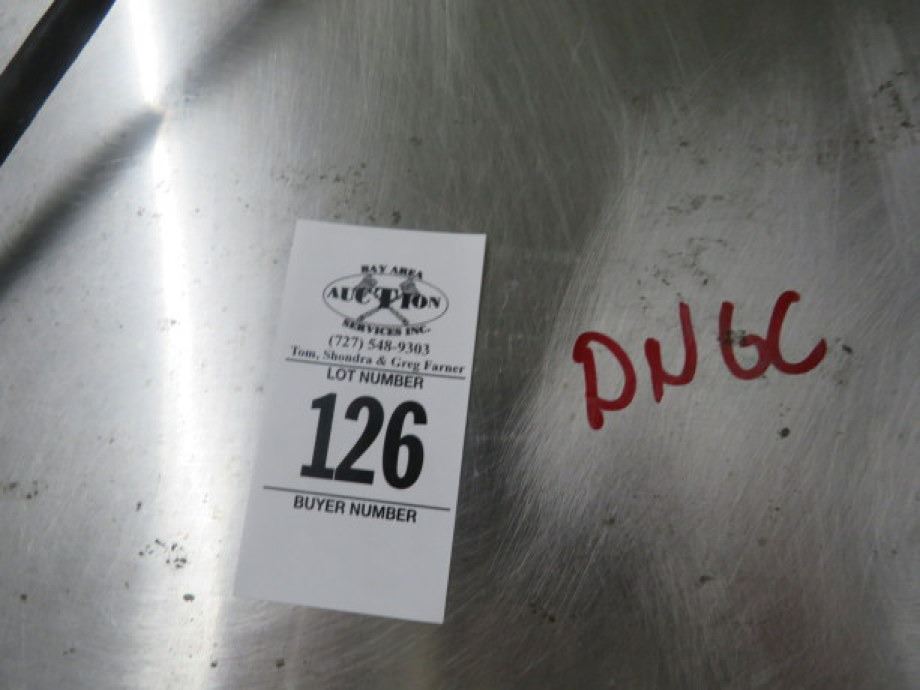 BAY AREA
AUCTION
SERVICES INC.
(727) 548-9303
Tom, Shondra & Greg Farner
LOT NUMBER
126
BUYER NUMBER
DNGC